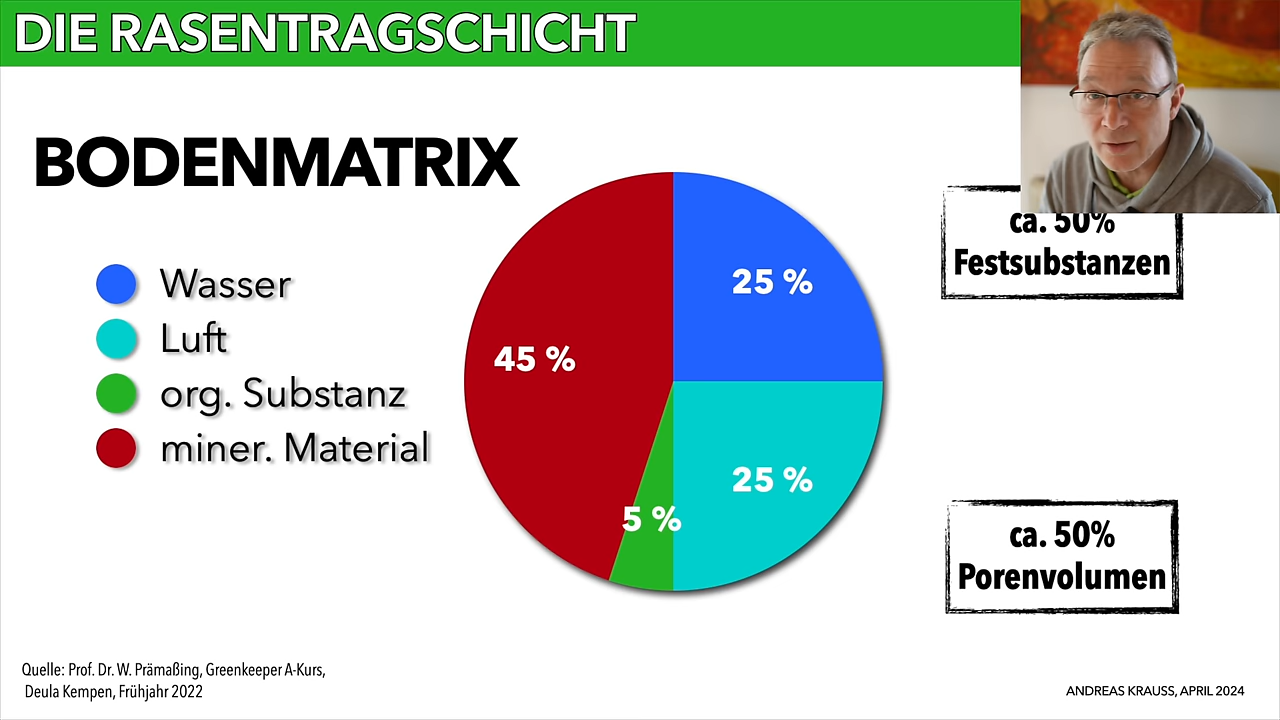 DIE RASENTRAGSCHICHT
BODENMATRIX
Wasser
Luft
org. Substanz
miner. Material
25 %
45 %
25 %
5 %
ca. 50%
Festsubstanzen
ca. 50%
Porenvolumen
Quelle: Prof. Dr. W. Prämaßing, Greenkeeper A-Kurs,
Deula Kempen, Frühjahr 2022
ANDREAS KRAUSS, APRIL 2024